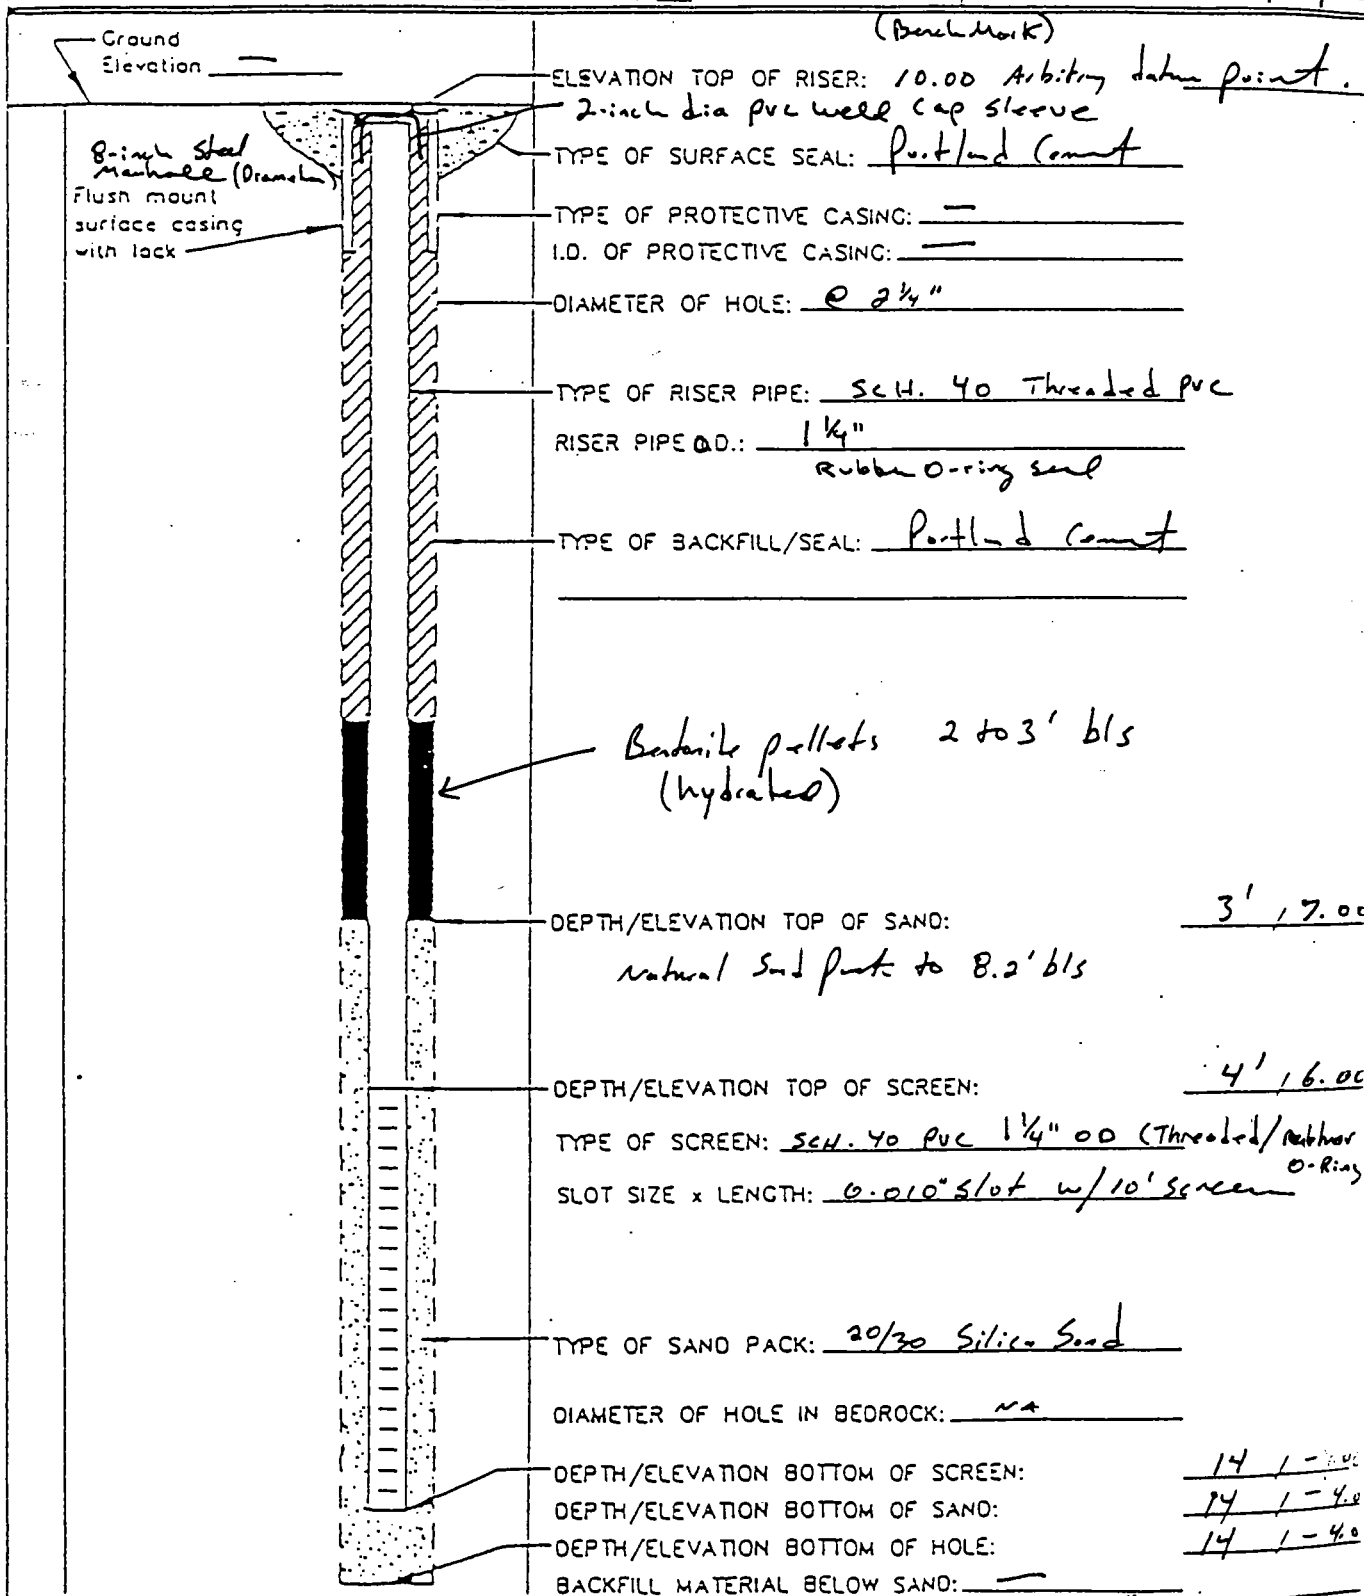 (Benchmark)
Ground
Elevation —
ELEVATION TOP OF RISER: 10.00 Arbitrary datum point.
2-inch dia pvc well cap sleeve
8-inch Steel
Manhole (Diameter)
TYPE OF SURFACE SEAL: Portland Cement
Flush mount
surface casing
with lock
TYPE OF PROTECTIVE CASING: —
I.D. OF PROTECTIVE CASING: —
DIAMETER OF HOLE: @ 2 1/4"
TYPE OF RISER PIPE: SCH. 40 Threaded PVC
RISER PIPE O.D.: 1 1/4"
Rubber O-ring seal
TYPE OF BACKFILL/SEAL: Portland Cement
Bentonite pellets 2 to 3' bls
(hydrated)
DEPTH/ELEVATION TOP OF SAND: 3' / 7.00
Natural Sand Pack to 8.2' bls
DEPTH/ELEVATION TOP OF SCREEN: 4' / 6.00
TYPE OF SCREEN: SCH. 40 PVC 1 1/4" OD (Threaded/
O-Ring
SLOT SIZE x LENGTH: 0.010" slot w/ 10' screen
TYPE OF SAND PACK: 20/30 Silica Sand
DIAMETER OF HOLE IN BEDROCK: NA
DEPTH/ELEVATION BOTTOM OF SCREEN: 14 / -
DEPTH/ELEVATION BOTTOM OF SAND: 14 / -4.0
DEPTH/ELEVATION BOTTOM OF HOLE: 14 / -4.0
BACKFILL MATERIAL BELOW SAND: —